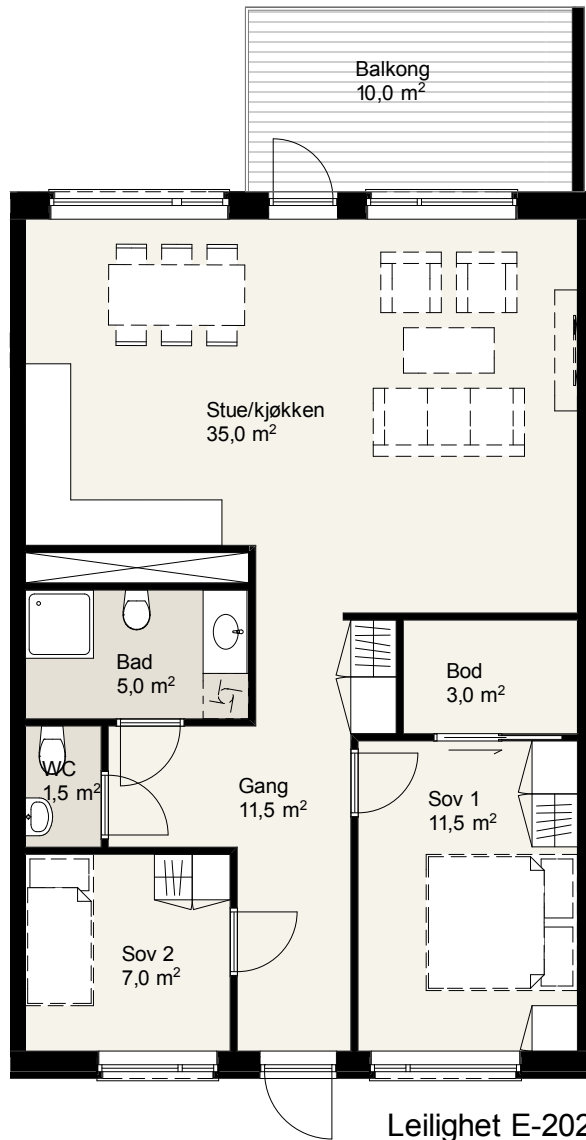 Balkong
10,0 m²
Stue/kjøkken
35,0 m²
Bad
5,0 m²
Bod
3,0 m²
WC
1,5 m²
Gang
11,5 m²
Sov 1
11,5 m²
Sov 2
7,0 m²
Leilighet E-202